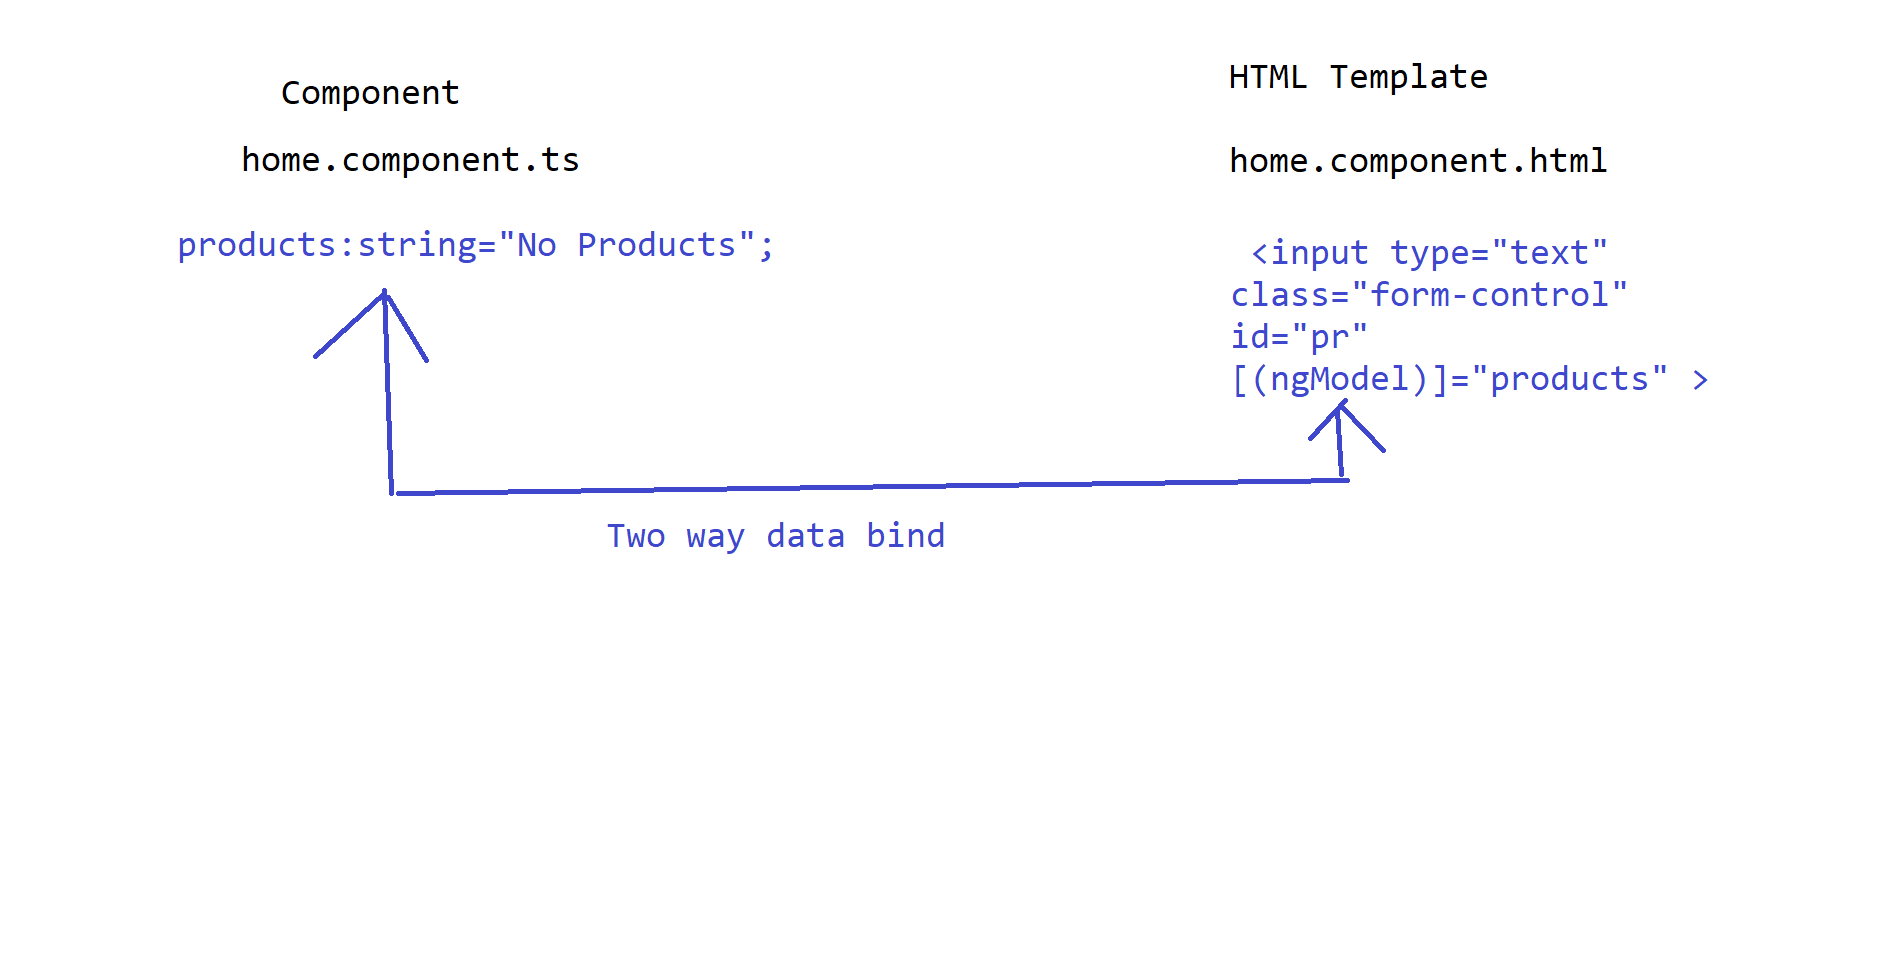 Component
home.component.ts
products:string="No Products";
HTML Template
home.component.html
<input type="text"
class="form-control"
id="pr"
[(ngModel)]="products" >
Two way data bind